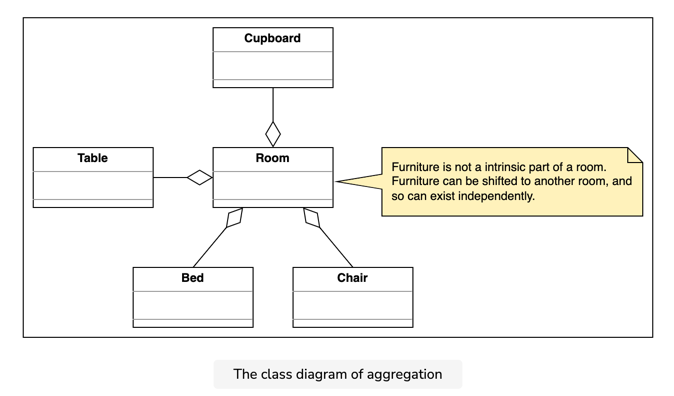 Cupboard
Table
Room
Furniture is not a intrinsic part of a room.
Furniture can be shifted to another room, and
so can exist independently.
Bed
Chair
The class diagram of aggregation